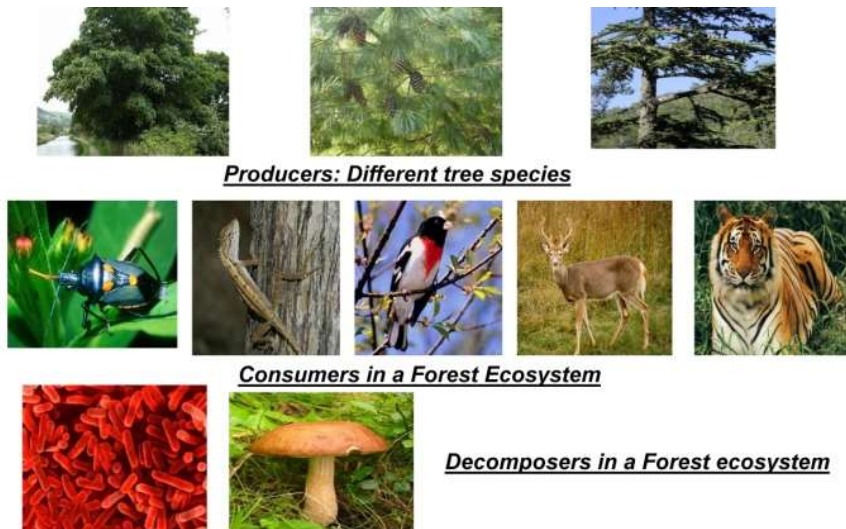 Producers: Different tree species
Consumers in a Forest Ecosystem
Decomposers in a Forest ecosystem